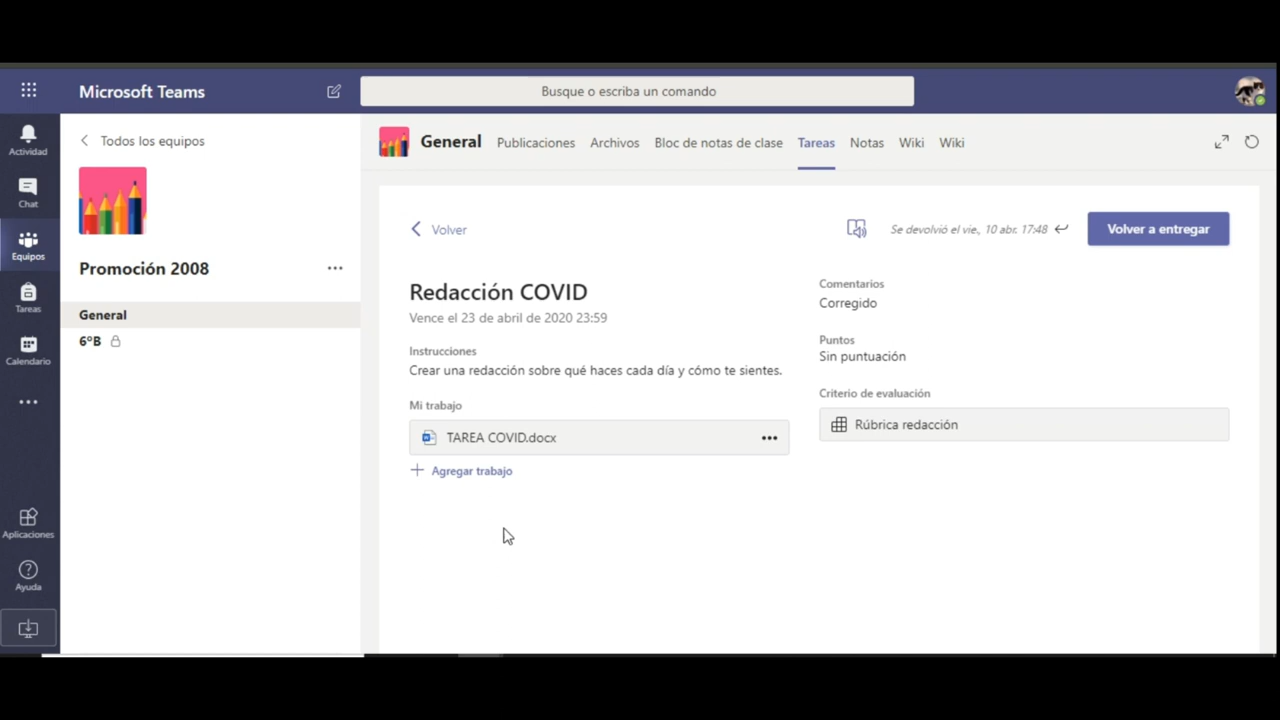 Microsoft Teams
Busque o escriba un comando
Actividad
Chat
Equipos
Tareas
Calendario
Aplicaciones
Ayuda
Todos los equipos
Promoción 2008
General
6ºB
General Publicaciones Archivos Bloc de notas de clase Tareas Notas Wiki Wiki
Volver
Se devolvió el vie., 10 abr. 17:48
Volver a entregar
Redacción COVID
Vence el 23 de abril de 2020 23:59
Instrucciones
Crear una redacción sobre qué haces cada día y cómo te sientes.
Mi trabajo
TAREA COVID.docx
Agregar trabajo
Comentarios
Corregido
Puntos
Sin puntuación
Criterio de evaluación
Rúbrica redacción